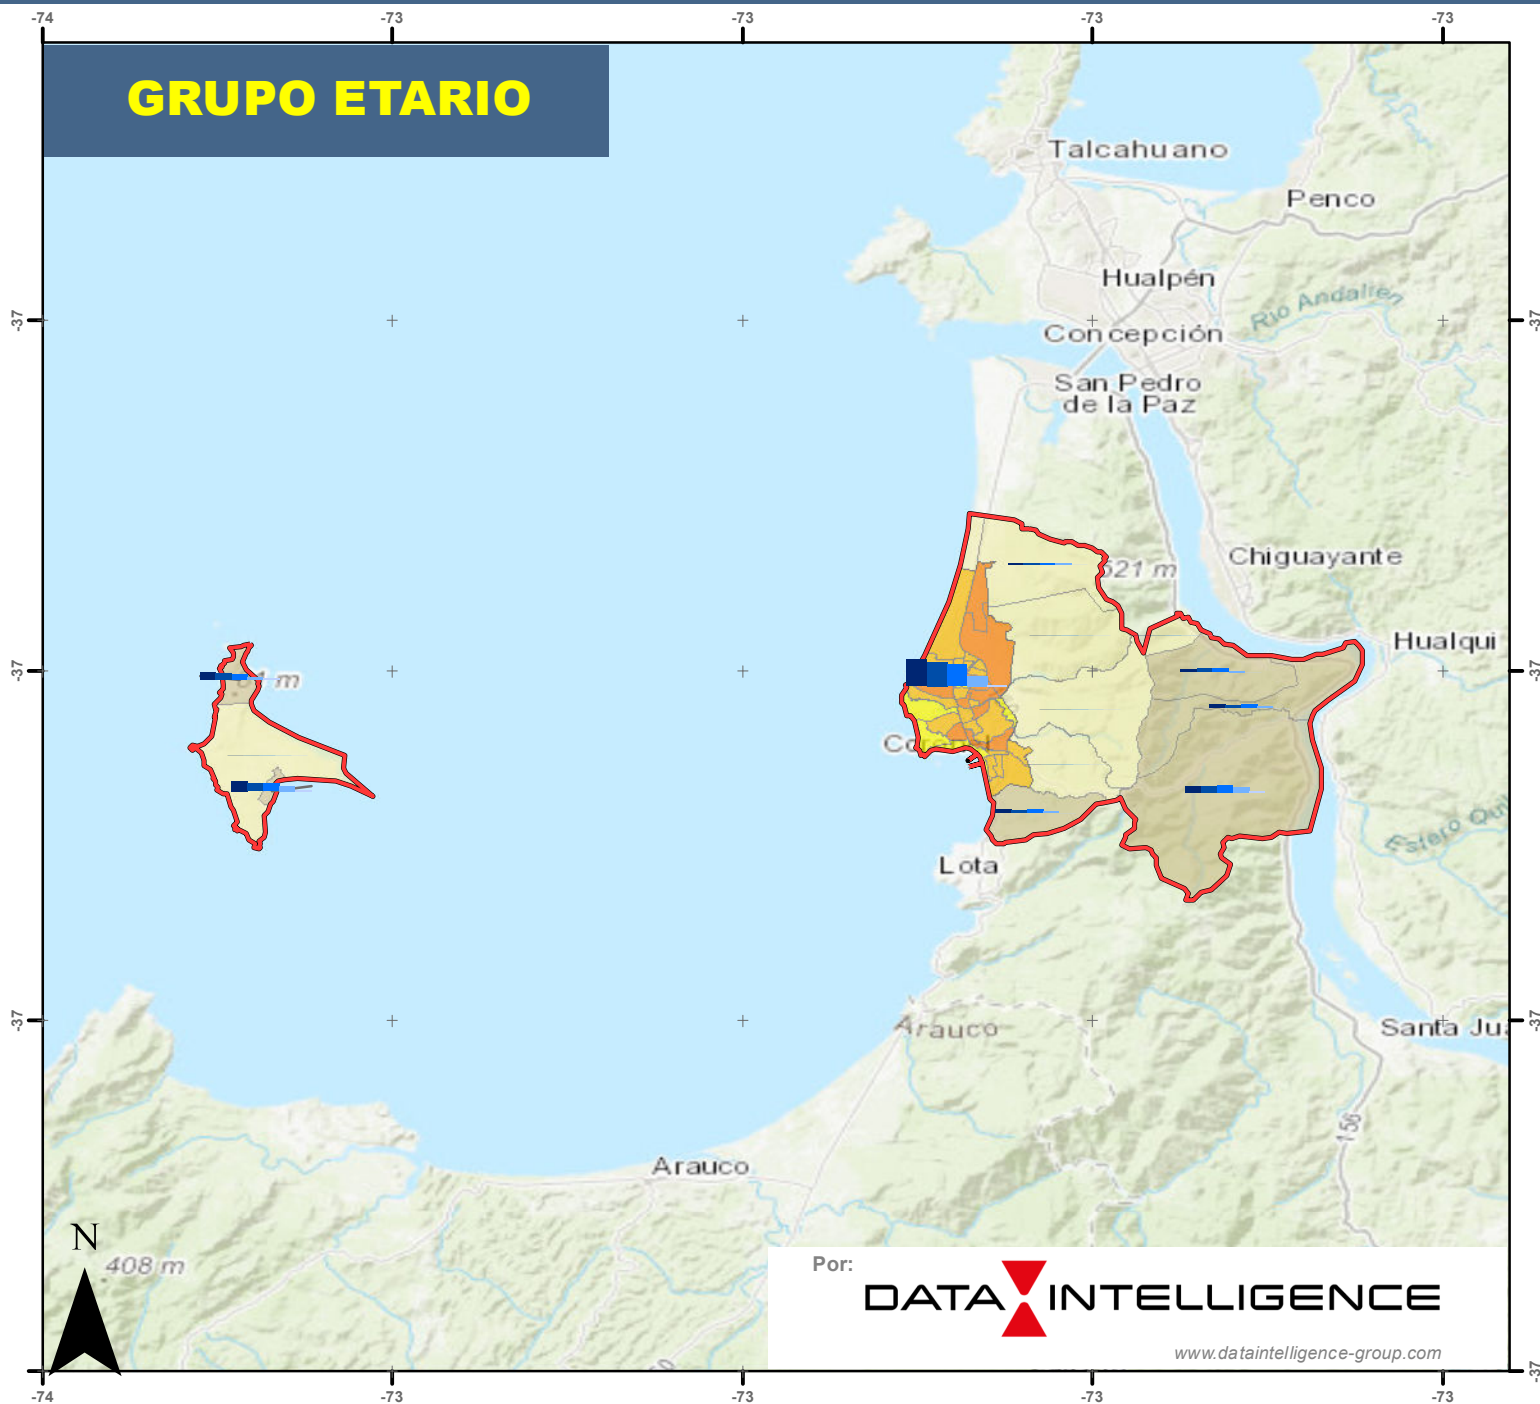 -74
-73
-73
-73
-73
GRUPO ETARIO
Talcahuano
Penco
Hualpén
Rio Andalien
-37
-37
Concepción
San Pedro
de la Paz
Chiguayante
621 m
Hualqui
-37
-37
Lota
-37
-37
Arauco
Santa Ju
156
Arauco
N
408 m
Por:
DATA INTELLIGENCE
www.dataintelligence-group.com
-37
-74
-73
-73
-73
-73